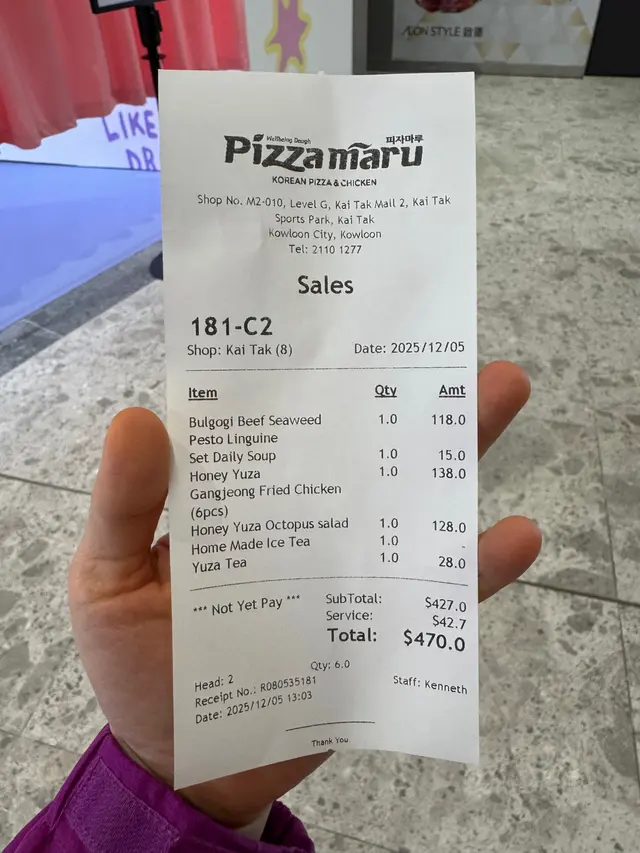 ÆON STYLE 啟德
LIKE
DR
Wellbeing Dough
피자마루
Pizzamaru
KOREAN PIZZA & CHICKEN
Shop No. M2-010, Level G, Kai Tak Mall 2, Kai Tak
Sports Park, Kai Tak
Kowloon City, Kowloon
Tel: 2110 1277
Sales
181-C2
Shop: Kai Tak (8) Date: 2025/12/05
Item Qty Amt
Bulgogi Beef Seaweed 1.0 118.0
Pesto Linguine
Set Daily Soup 1.0 15.0
Honey Yuza 1.0 138.0
Gangjeong Fried Chicken
(6pcs)
Honey Yuza Octopus salad 1.0 128.0
Home Made Ice Tea 1.0 -
Yuza Tea 1.0 28.0
*** Not Yet Pay *** SubTotal: $427.0
Service: $42.7
Total: $470.0
Qty: 6.0
Head: 2 Staff: Kenneth
Receipt No.: R080535181
Date: 2025/12/05 13:03
Thank You